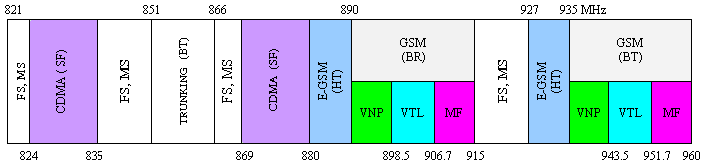 821 851 866 890 927 935 MHz
FS, MS
CDMA ( SF)
FS, MS
TRUNKING (BT)
FS, MS
CDMA (SF)
E-GSM
(HT)
GSM
(BR)
VNP VTL MF
FS, MS
E-GSM
(HT)
GSM
(BT)
VNP VTL MF
824 835 869 880 898.5 906.7 915 943.5 951.7 960